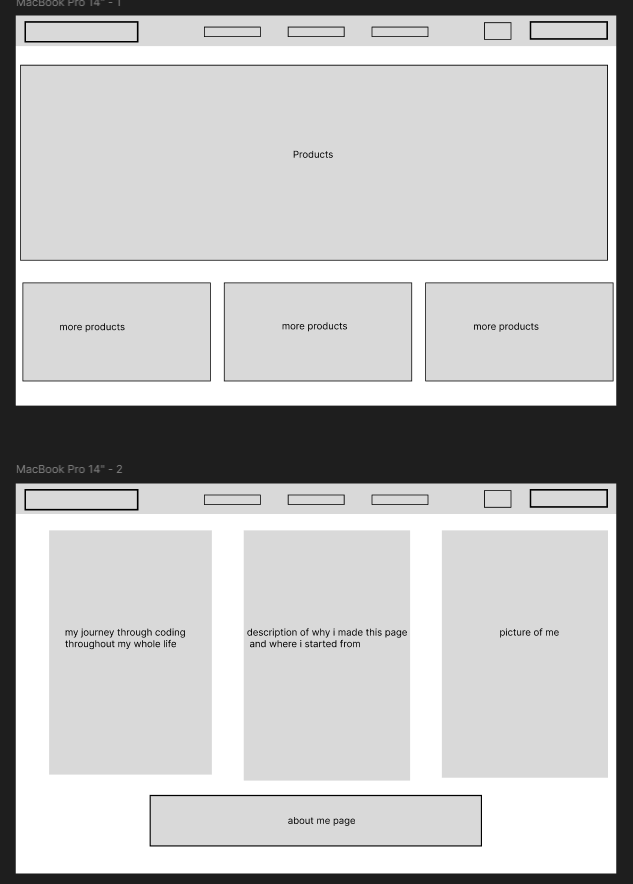 MacBook Pro 14" - 1
Products
more products
more products
more products
MacBook Pro 14" - 2
my journey through coding
throughout my whole life
description of why i made this page
and where i started from
picture of me
about me page